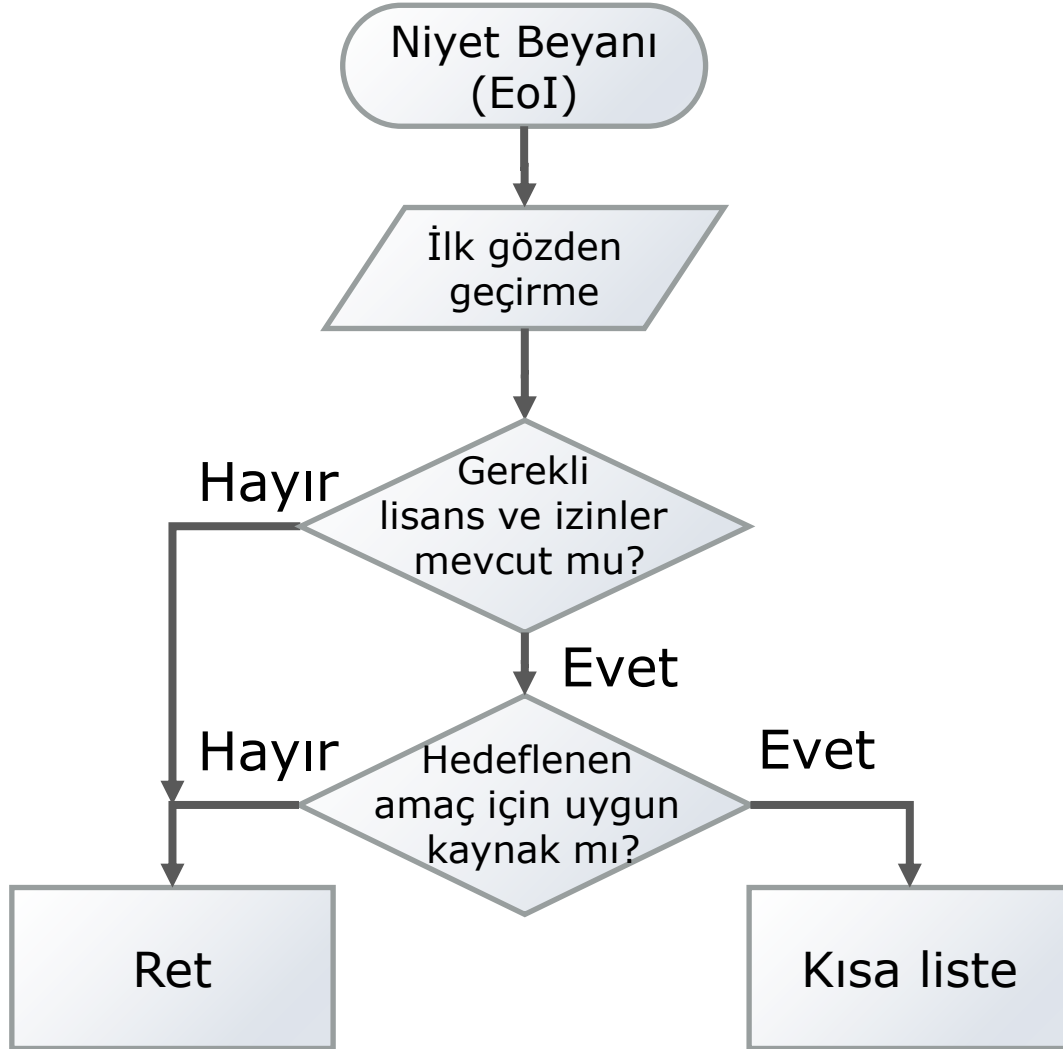 Niyet Beyanı
(EoI)
İlk gözden
geçirme
Hayır
Gerekli
lisans ve izinler
mevcut mu?
Evet
Hayır
Hedeflenen
amaç için uygun
kaynak mı?
Evet
Ret
Kısa liste